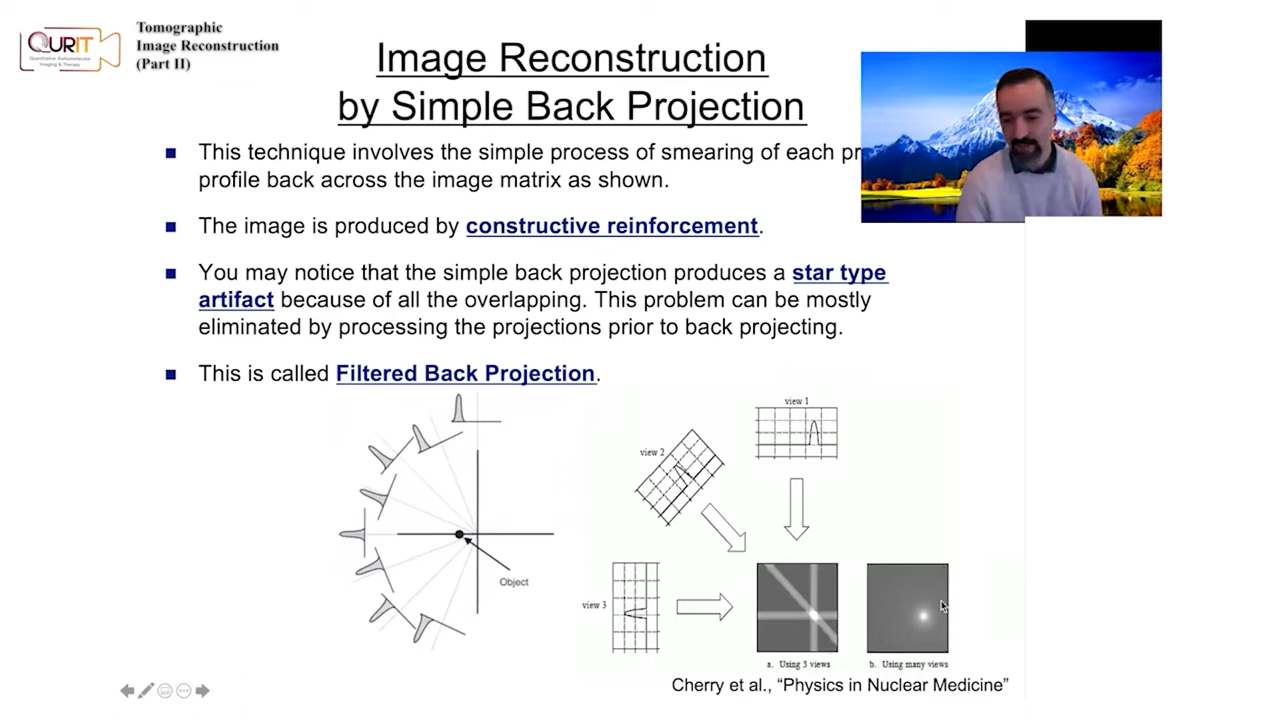 QURIT
Quantitative Radiomolecular
Imaging & Therapy
Tomographic
Image Reconstruction
(Part II)
Image Reconstruction
by Simple Back Projection
This technique involves the simple process of smearing of each
profile back across the image matrix as shown.
The image is produced by constructive reinforcement.
You may notice that the simple back projection produces a star type
artifact because of all the overlapping. This problem can be mostly
eliminated by processing the projections prior to back projecting.
This is called Filtered Back Projection.
view 1
view 2
Object
view 3
a. Using 3 views
b. Using many views
Cherry et al., “Physics in Nuclear Medicine”